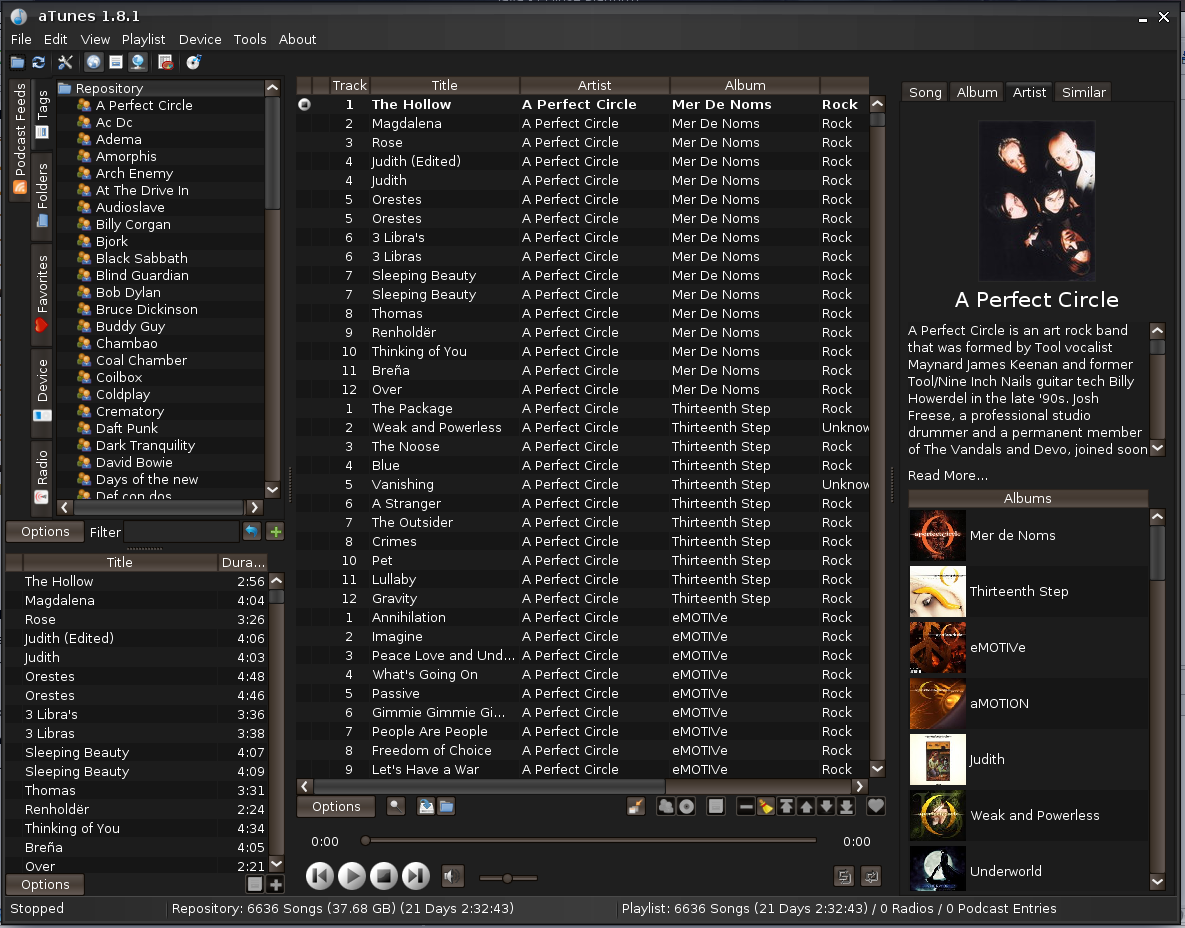 aTunes 1.8.1
File Edit View Playlist Device Tools About
Podcast Feeds
Tags
Folders
Favorites
Device
Radio
Repository
A Perfect Circle
Ac Dc
Adema
Amorphis
Arch Enemy
At The Drive In
Audioslave
Billy Corgan
Bjork
Black Sabbath
Blind Guardian
Bob Dylan
Bruce Dickinson
Buddy Guy
Chambao
Coal Chamber
Coilbox
Coldplay
Crematory
Daft Punk
Dark Tranquility
David Bowie
Days of the new
Def con dos
Options Filter
Title Dura...
The Hollow 2:56
Magdalena 4:04
Rose 3:26
Judith (Edited) 4:06
Judith 4:03
Orestes 4:48
Orestes 4:46
3 Libra's 3:36
3 Libras 3:38
Sleeping Beauty 4:07
Sleeping Beauty 4:09
Thomas 3:31
Renholdër 2:24
Thinking of You 4:34
Breña 4:05
Over 2:21
Options
Track Title Artist Album
1 The Hollow A Perfect Circle Mer De Noms Rock
2 Magdalena A Perfect Circle Mer De Noms Rock
3 Rose A Perfect Circle Mer De Noms Rock
4 Judith (Edited) A Perfect Circle Mer De Noms Rock
4 Judith A Perfect Circle Mer De Noms Rock
5 Orestes A Perfect Circle Mer De Noms Rock
5 Orestes A Perfect Circle Mer De Noms Rock
6 3 Libra's A Perfect Circle Mer De Noms Rock
6 3 Libras A Perfect Circle Mer De Noms Rock
7 Sleeping Beauty A Perfect Circle Mer De Noms Rock
7 Sleeping Beauty A Perfect Circle Mer De Noms Rock
8 Thomas A Perfect Circle Mer De Noms Rock
9 Renholdër A Perfect Circle Mer De Noms Rock
10 Thinking of You A Perfect Circle Mer De Noms Rock
11 Breña A Perfect Circle Mer De Noms Rock
12 Over A Perfect Circle Mer De Noms Rock
1 The Package A Perfect Circle Thirteenth Step Rock
2 Weak and Powerless A Perfect Circle Thirteenth Step Unknow
3 The Noose A Perfect Circle Thirteenth Step Rock
4 Blue A Perfect Circle Thirteenth Step Rock
5 Vanishing A Perfect Circle Thirteenth Step Unknow
6 A Stranger A Perfect Circle Thirteenth Step Rock
7 The Outsider A Perfect Circle Thirteenth Step Rock
8 Crimes A Perfect Circle Thirteenth Step Rock
10 Pet A Perfect Circle Thirteenth Step Rock
11 Lullaby A Perfect Circle Thirteenth Step Rock
12 Gravity A Perfect Circle Thirteenth Step Rock
1 Annihilation A Perfect Circle eMOTIVe Rock
2 Imagine A Perfect Circle eMOTIVe Rock
3 Peace Love and Und... A Perfect Circle eMOTIVe Rock
4 What's Going On A Perfect Circle eMOTIVe Rock
5 Passive A Perfect Circle eMOTIVe Rock
6 Gimmie Gimmie Gi... A Perfect Circle eMOTIVe Rock
7 People Are People A Perfect Circle eMOTIVe Rock
8 Freedom of Choice A Perfect Circle eMOTIVe Rock
9 Let's Have a War A Perfect Circle eMOTIVe Rock
Options
0:00 0:00
Song Album Artist Similar
A Perfect Circle
A Perfect Circle is an art rock band
that was formed by Tool vocalist
Maynard James Keenan and former
Tool/Nine Inch Nails guitar tech Billy
Howerdel in the late '90s. Josh
Freese, a professional studio
drummer and a permanent member
of The Vandals and Devo, joined soon
Read More...
Albums
Mer de Noms
Thirteenth Step
eMOTIVe
aMOTION
Judith
Weak and Powerless
Underworld
Stopped Repository: 6636 Songs (37.68 GB) (21 Days 2:32:43) Playlist: 6636 Songs (21 Days 2:32:43) / 0 Radios / 0 Podcast Entries